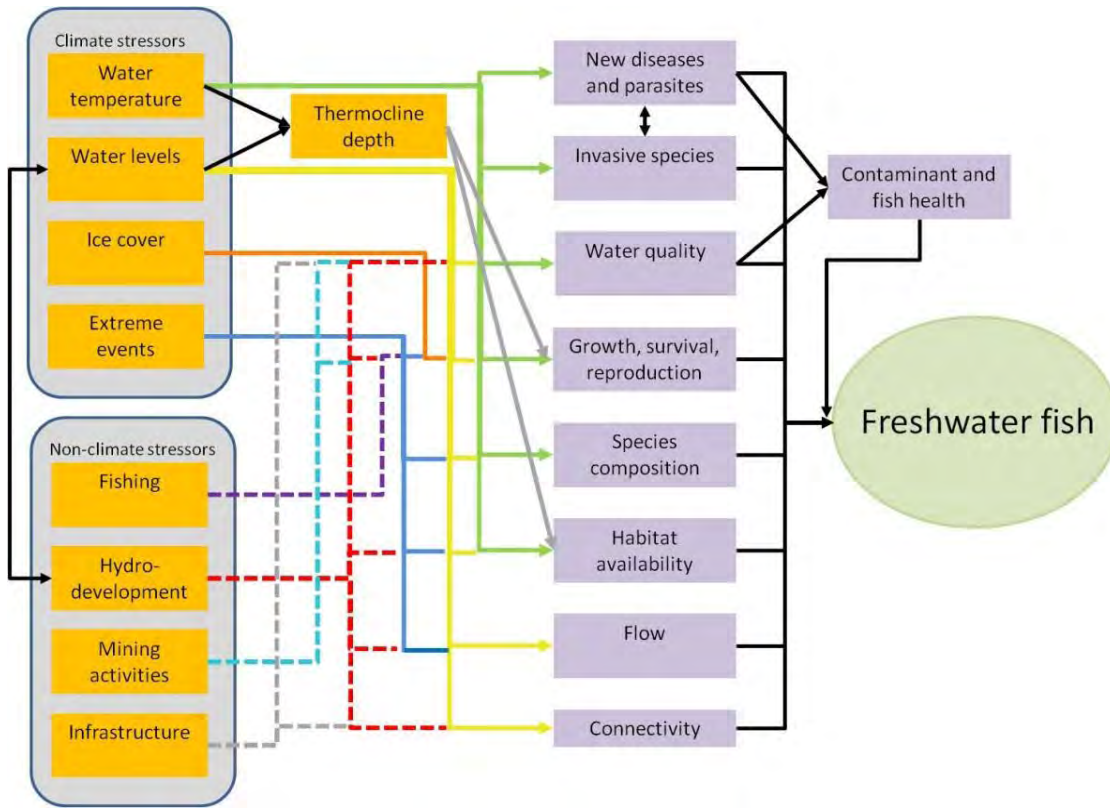 Climate stressors
Water
temperature
Water levels
Ice cover
Extreme
events
Thermocline
depth
Non-climate stressors
Fishing
Hydro-
development
Mining
activities
Infrastructure
New diseases
and parasites
Invasive species
Water quality
Growth, survival,
reproduction
Species
composition
Habitat
availability
Flow
Connectivity
Contaminant and
fish health
Freshwater fish